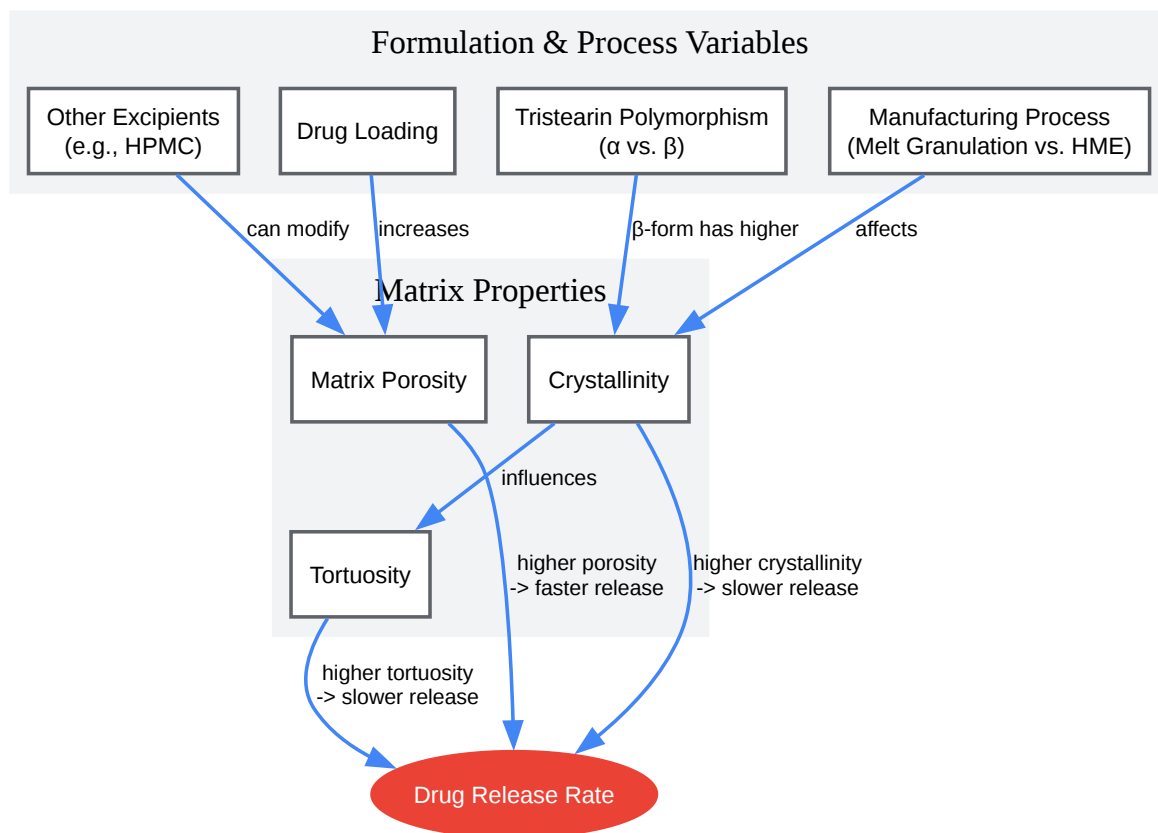 Formulation & Process Variables
Other Excipients
(e.g., HPMC)
Drug Loading
Tristearin Polymorphism
(α vs. β)
Manufacturing Process
(Melt Granulation vs. HME)
can modify
increases
β-form has higher
affects
Matrix Properties
Matrix Porosity
Crystallinity
influences
Tortuosity
higher porosity
-> faster release
higher crystallinity
-> slower release
higher tortuosity
-> slower release
Drug Release Rate